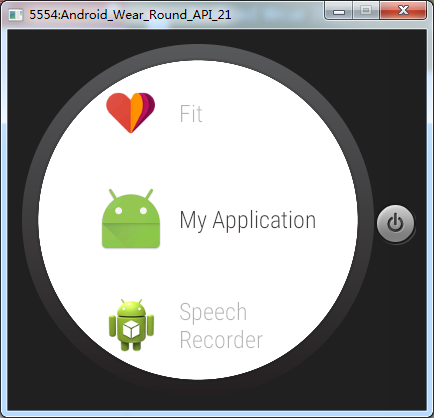 5554:Android_Wear_Round_API_21
Fit
My Application
Speech
Recorder